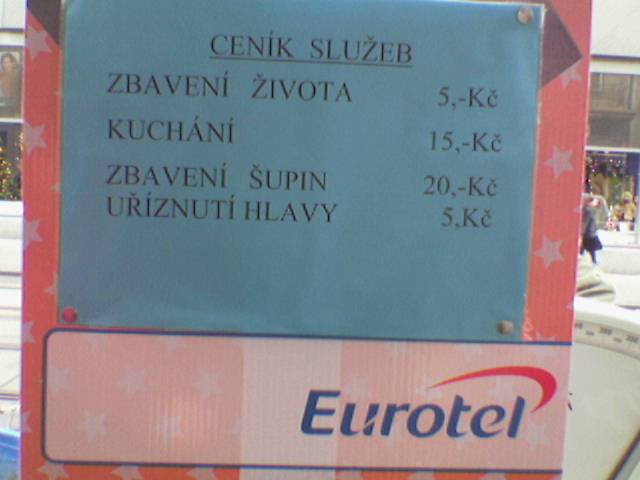 CENÍK SLUŽEB
ZBAVENÍ ŽIVOTA 5,-Kč
KUCHÁNÍ 15,-Kč
ZBAVENÍ ŠUPIN 20,-Kč
UŘÍZNUTÍ HLAVY 5,Kč
Eurotel